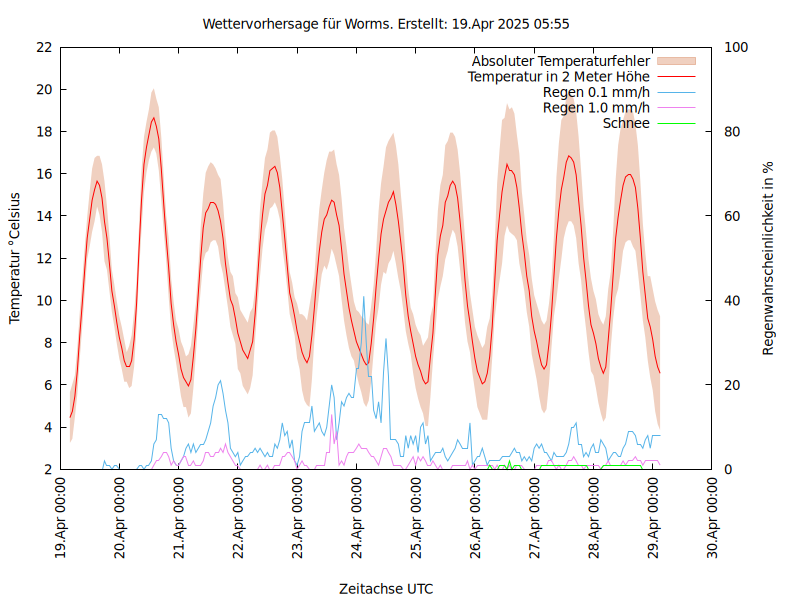 Wettervorhersage für Worms. Erstellt: 19.Apr 2025 05:55
Absoluter Temperaturfehler
Temperatur in 2 Meter Höhe
Regen 0.1 mm/h
Regen 1.0 mm/h
Schnee
Temperatur °Celsius
22
20
18
16
14
12
10
8
6
4
2
100
80
60
40
20
0
Regenwahrscheinlichkeit in %
19.Apr 00:00
20.Apr 00:00
21.Apr 00:00
22.Apr 00:00
23.Apr 00:00
24.Apr 00:00
25.Apr 00:00
26.Apr 00:00
27.Apr 00:00
28.Apr 00:00
29.Apr 00:00
30.Apr 00:00
Zeitachse UTC